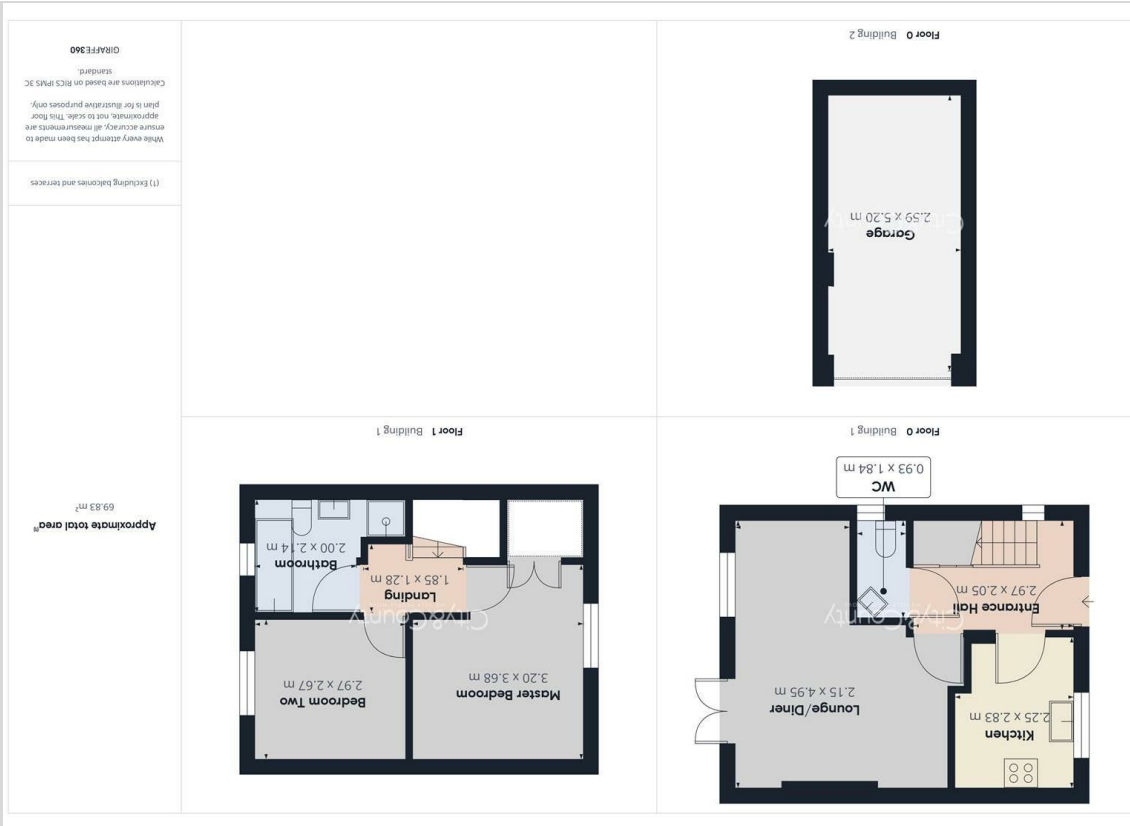 Floor 0 Building 1
Kitchen
2.25 x 2.83 m
Lounge/Diner
2.15 x 4.95 m
Entrance Hall
2.97 x 2.05 m
City&County
WC
0.93 x 1.84 m
Floor 1 Building 1
Master Bedroom
3.20 x 3.68 m
Bedroom Two
2.97 x 2.67 m
Landing
1.85 x 1.28 m
Bathroom
2.00 x 2.14 m
City&County
Floor 0 Building 2
Garage
2.59 x 5.20 m
City&County
Approximate total area⁽¹⁾
69.83 m²
(1) Excluding balconies and terraces
While every attempt has been made to
ensure accuracy, all measurements are
approximate, not to scale. This floor
plan is for illustrative purposes only.
Calculations are based on RICS IPMS 3C
standard.
GIRAFFE360